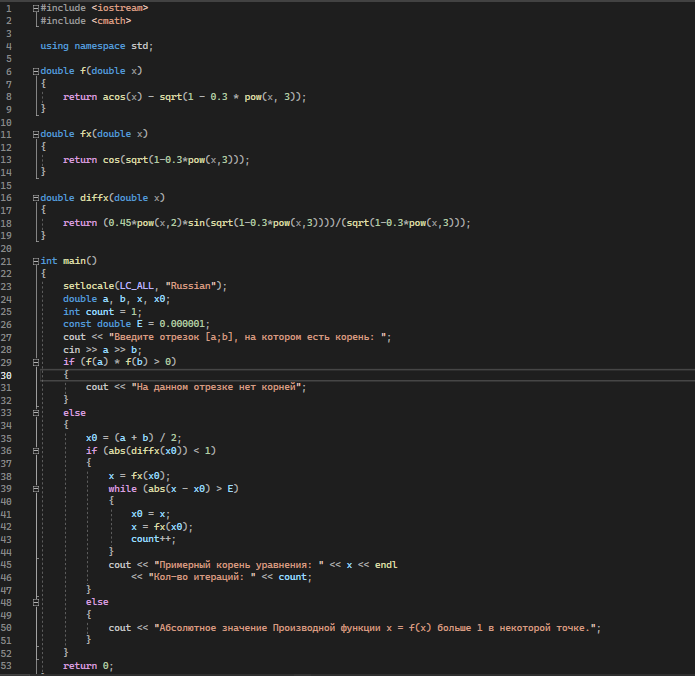 1 #include <iostream>
2 #include <cmath>
3
4 using namespace std;
5
6 double f(double x)
7 {
8 return acos(x) - sqrt(1 - 0.3 * pow(x, 3));
9 }
10
11 double fx(double x)
12 {
13 return cos(sqrt(1-0.3*pow(x,3)));
14 }
15
16 double diffx(double x)
17 {
18 return (0.45*pow(x,2)*sin(sqrt(1-0.3*pow(x,3))))/(sqrt(1-0.3*pow(x,3)));
19 }
20
21 int main()
22 {
23 setlocale(LC_ALL, "Russian");
24 double a, b, x, x0;
25 int count = 1;
26 const double E = 0.000001;
27 cout << "Введите отрезок [a;b], на котором есть корень: ";
28 cin >> a >> b;
29 if (f(a) * f(b) > 0)
30 {
31 cout << "На данном отрезке нет корней";
32 }
33 else
34 {
35 x0 = (a + b) / 2;
36 if (abs(diffx(x0)) < 1)
37 {
38 x = fx(x0);
39 while (abs(x - x0) > E)
40 {
41 x0 = x;
42 x = fx(x0);
43 count++;
44 }
45 cout << "Примерный корень уравнения: " << x << endl
46 << "Кол-во итераций: " << count;
47 }
48 else
49 {
50 cout << "Абсолютное значение Производной функции x = f(x) больше 1 в некоторой точке.";
51 }
52 }
53 return 0;